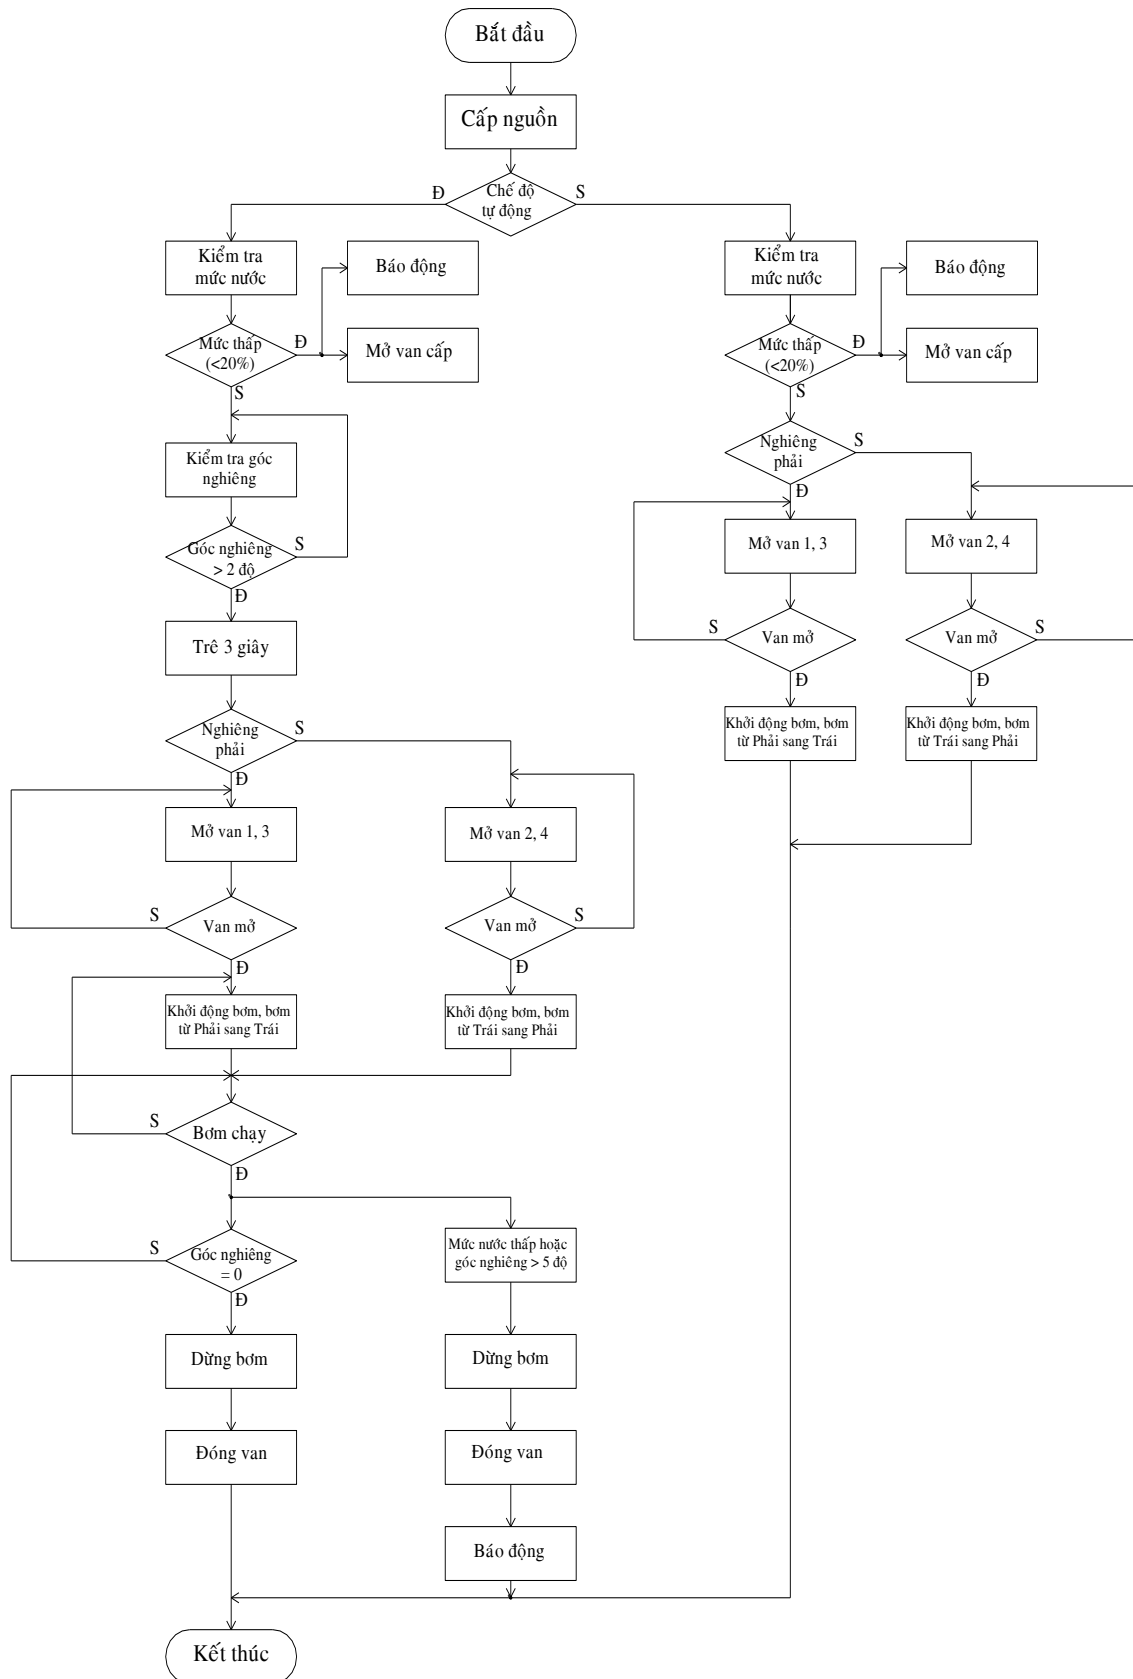 Bắt đầu
Cấp nguồn
Chế độ
tự động
Đ
S
Kiểm tra
mức nước
Báo động
Mức thấp
(<20%)
Đ
Mở van cấp
S
Kiểm tra góc
nghiêng
Góc nghiêng
> 2 độ
S
Đ
Trê 3 giây
Nghiêng
phải
S
Đ
Mở van 1, 3
Mở van 2, 4
Van mở
S
Đ
Van mở
S
Đ
Khởi động bơm, bơm
từ Phải sang Trái
Khởi động bơm, bơm
từ Trái sang Phải
Bơm chạy
S
Đ
Góc nghiêng
= 0
S
Đ
Mức nước thấp hoặc
góc nghiêng > 5 độ
Dừng bơm
Dừng bơm
Đóng van
Đóng van
Báo động
Kiểm tra
mức nước
Báo động
Mức thấp
(<20%)
Đ
Mở van cấp
S
Nghiêng
phải
S
Đ
Mở van 1, 3
Mở van 2, 4
Van mở
S
Đ
Van mở
S
Đ
Khởi động bơm, bơm
từ Phải sang Trái
Khởi động bơm, bơm
từ Trái sang Phải
Kết thúc